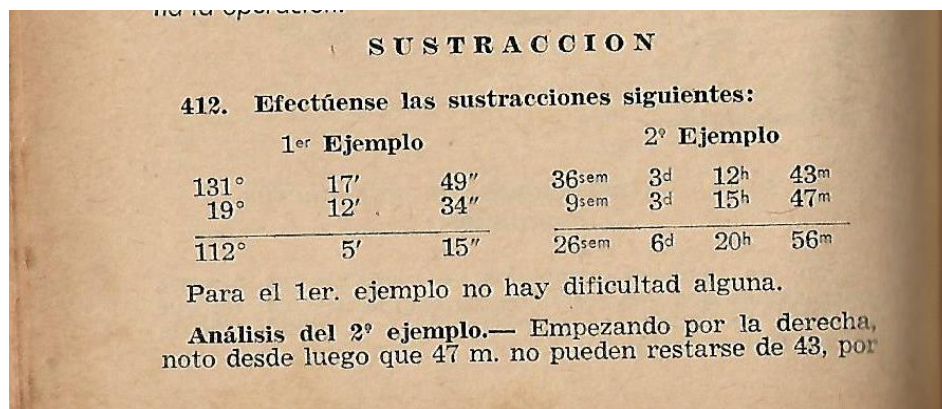 SUSTRACCION
412. Efectúense las sustracciones siguientes:
1er Ejemplo 2º Ejemplo
131° 17′ 49″ 36sem 3d 12h 43m
19° 12′ 34″ 9sem 3d 15h 47m
112° 5′ 15″ 26sem 6d 20h 56m
Para el 1er. ejemplo no hay dificultad alguna.
Análisis del 2º ejemplo.— Empezando por la derecha,
noto desde luego que 47 m. no pueden restarse de 43, por